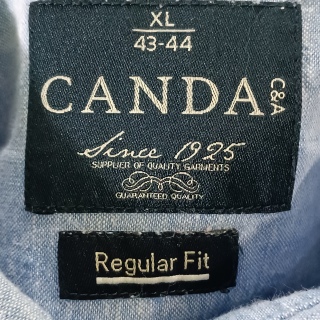 XL
43-44
CANDA
C&A
Since 1925
SUPPLIER OF QUALITY GARMENTS
GUARANTEED QUALITY
Regular Fit